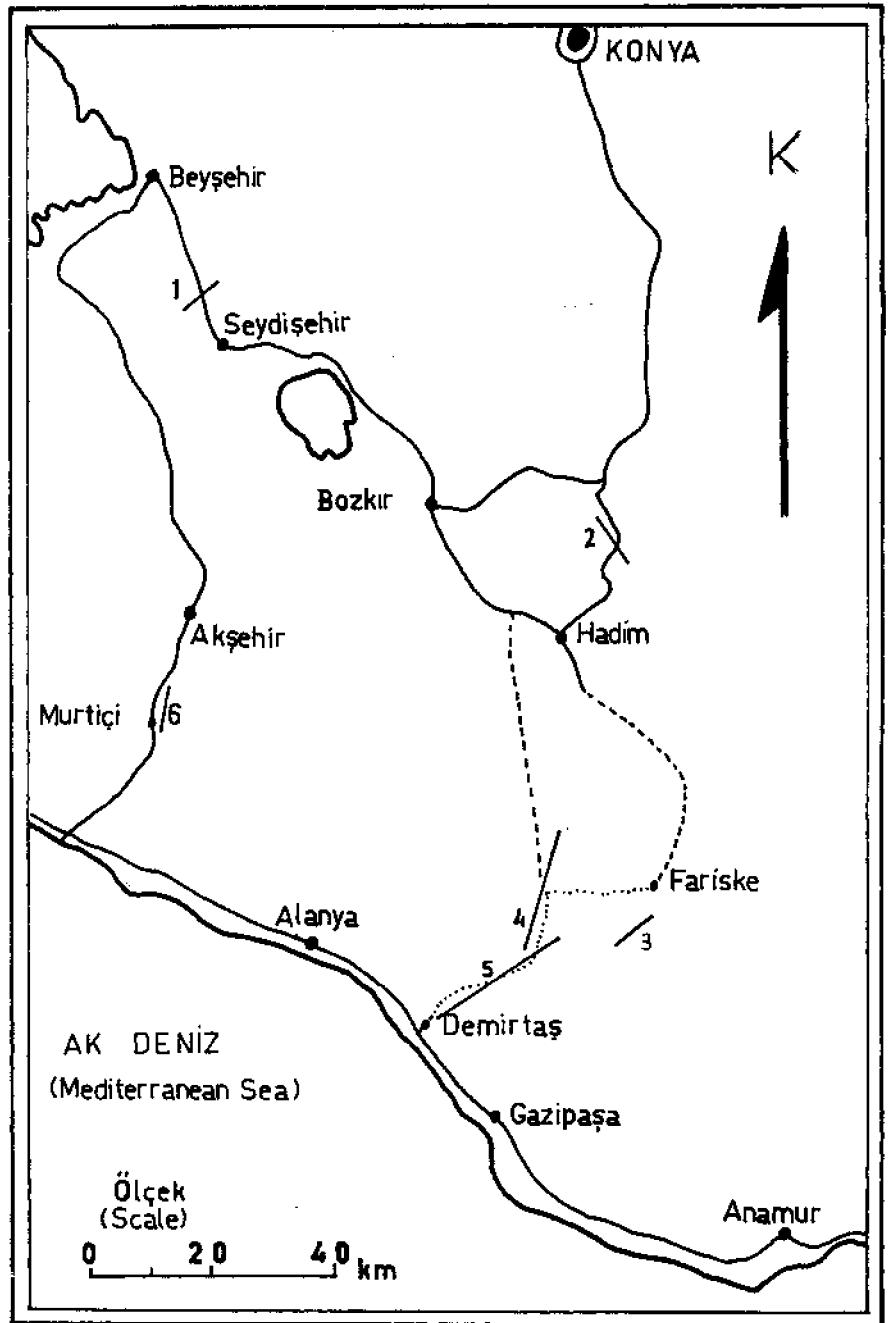 KONYA
K
Beyşehir
1
Seydişehir
Bozkır
2
Hadim
Akşehir
Murtiçi
6
Fariske
4
3
Alanya
5
Demirtaş
AK DENİZ
(Mediterranean Sea)
Gazipaşa
Ölçek
(Scale)
Anamur
0 20 40 km